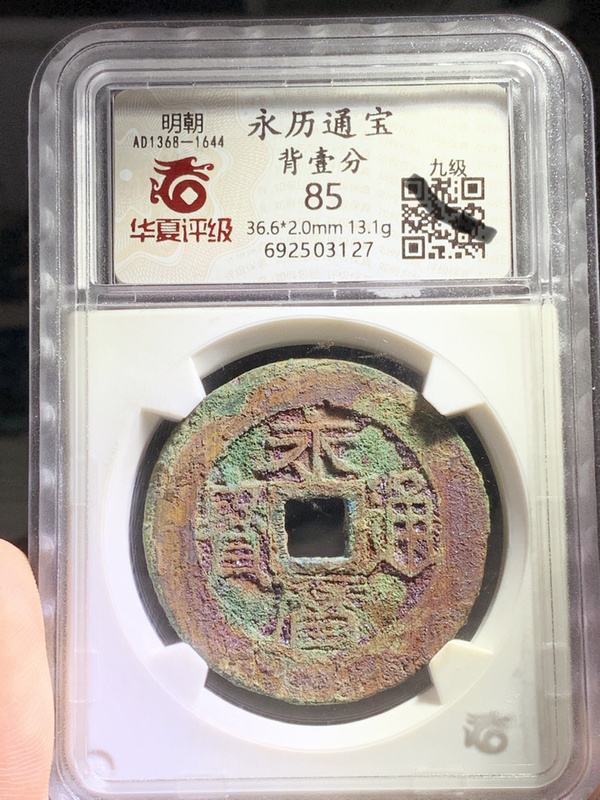 明朝
AD1368-1644
华夏评级
永历通宝
背壹分
85
36.6*2.0mm 13.1g
692503127
九级
永曆通寶